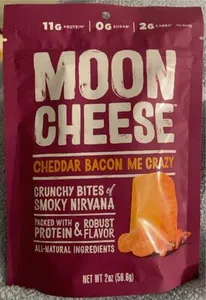 11G PROTEIN* | 0G SUGAR* | 2G CARBS*
MOON
CHEESE
CHEDDAR BACON ME CRAZY
CRUNCHY BITES of
SMOKY NIRVANA
PACKED WITH PROTEIN & ROBUST FLAVOR
ALL-NATURAL INGREDIENTS
NET WT 2oz (56.6g)